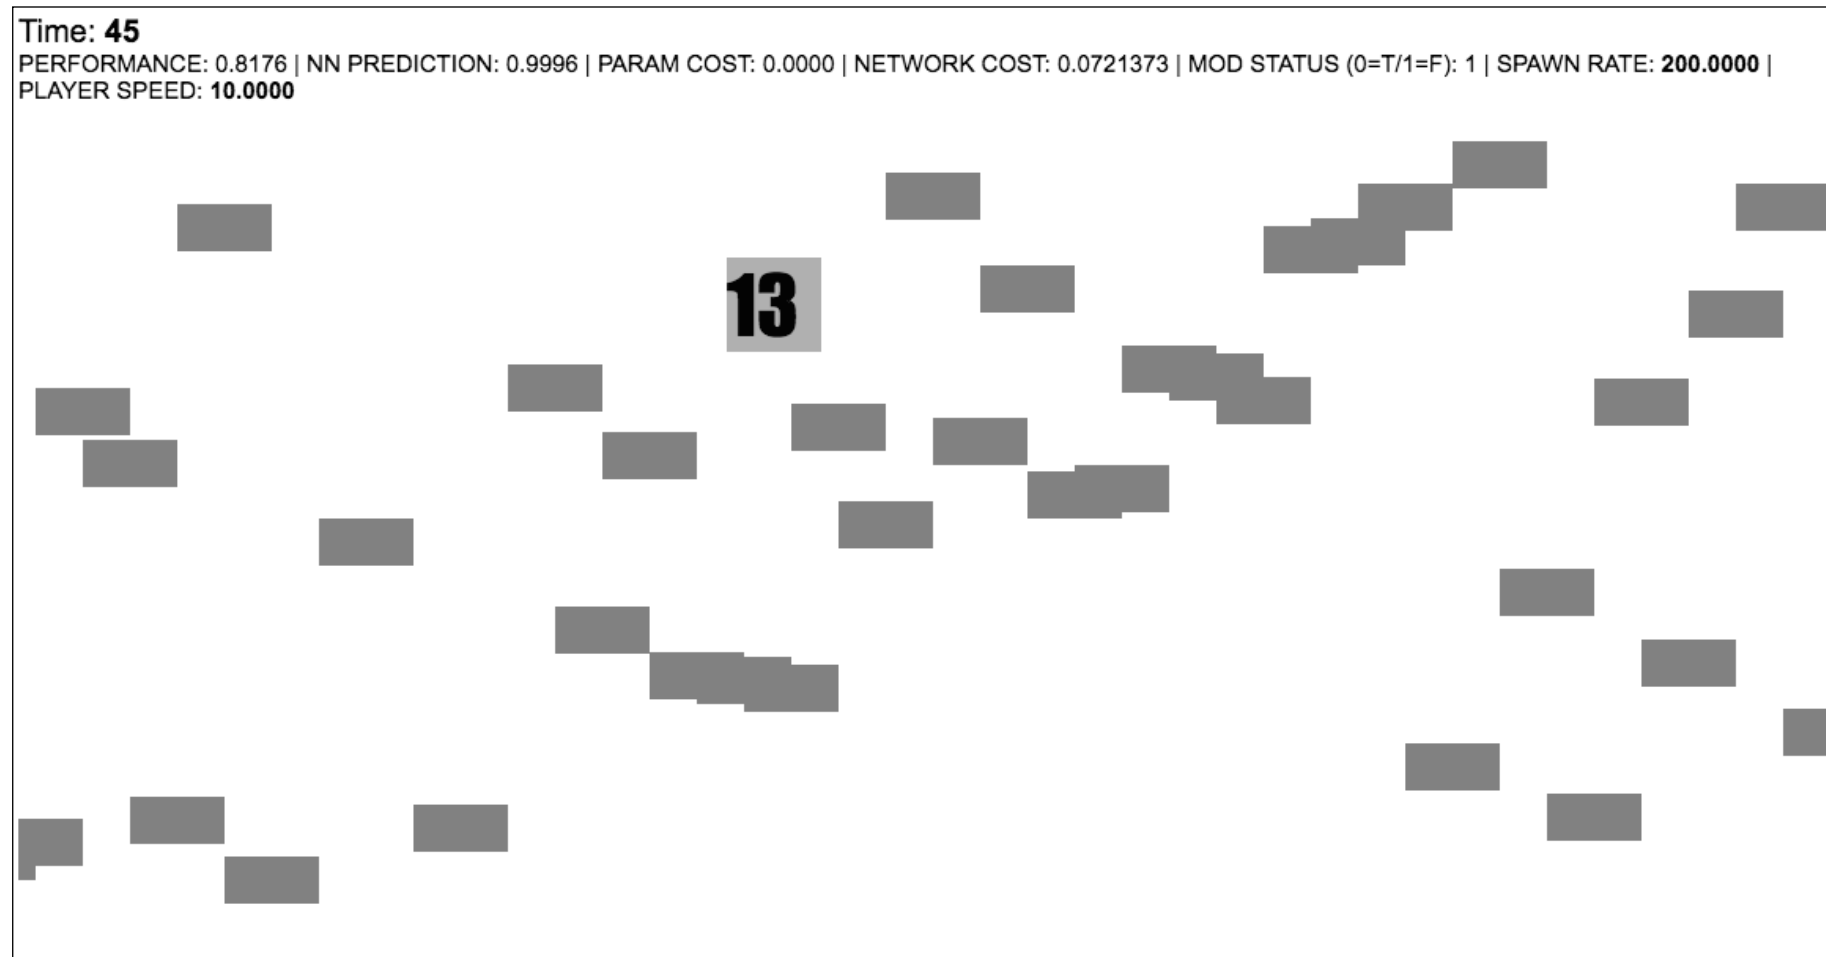 Time: 45
PERFORMANCE: 0.8176 | NN PREDICTION: 0.9996 | PARAM COST: 0.0000 | NETWORK COST: 0.0721373 | MOD STATUS (0=T/1=F): 1 | SPAWN RATE: 200.0000 |
PLAYER SPEED: 10.0000
13